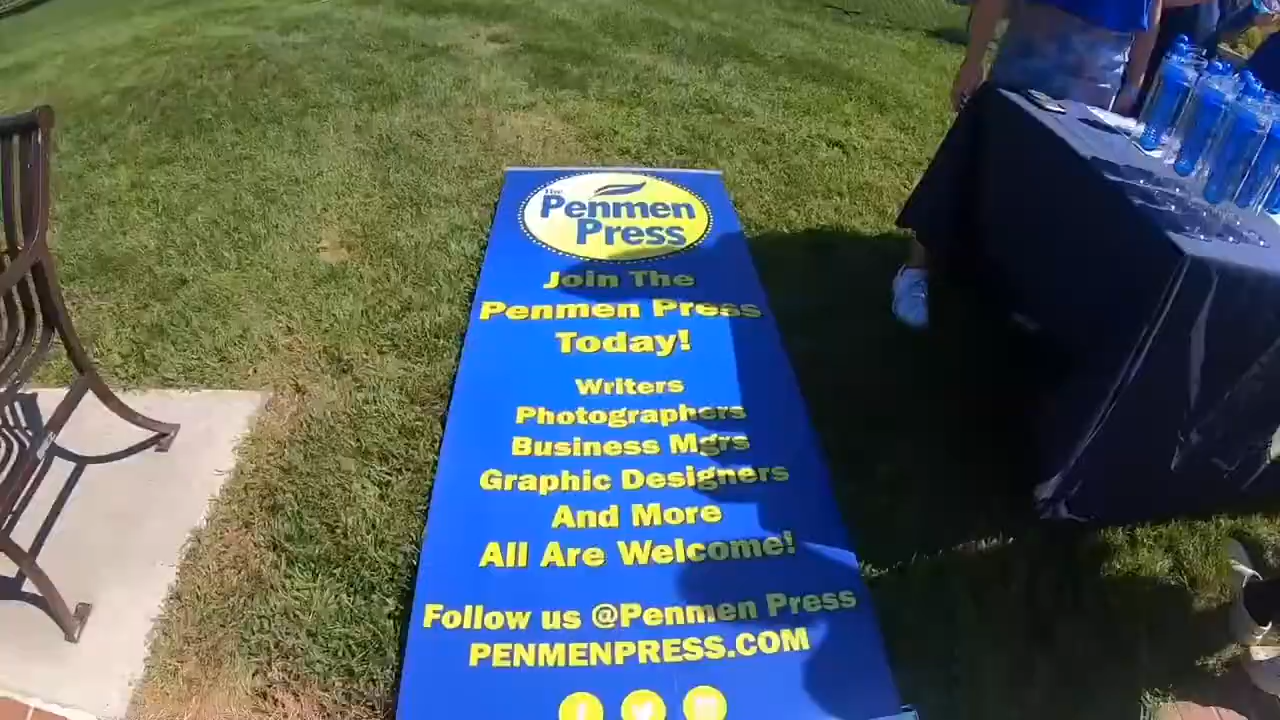 The
Penmen
Press
Join The
Penmen Press
Today!
Writers
Photographers
Business Mgrs
Graphic Designers
And More
All Are Welcome!
Follow us @Penmen Press
PENMENPRESS.COM